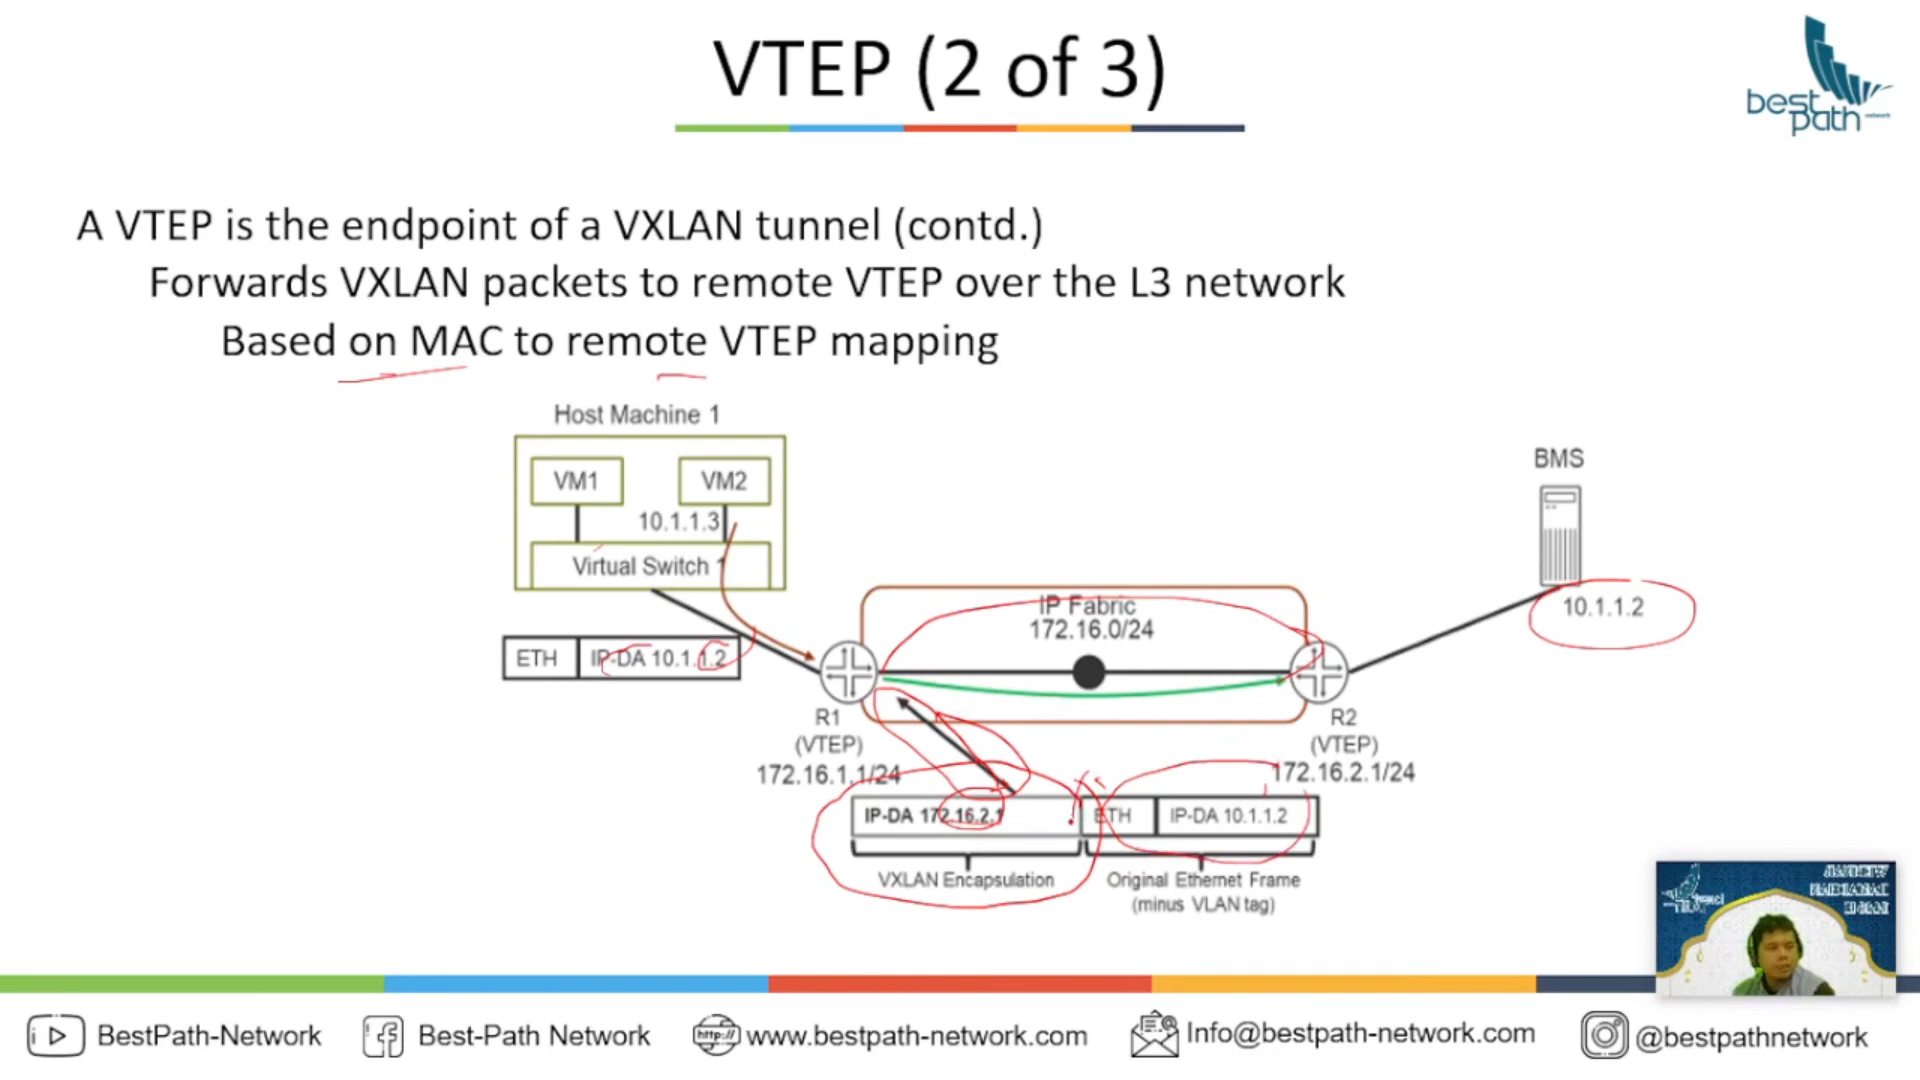 VTEP (2 of 3)
best
path
network
A VTEP is the endpoint of a VXLAN tunnel (contd.)
Forwards VXLAN packets to remote VTEP over the L3 network
Based on MAC to remote VTEP mapping
Host Machine 1
VM1
VM2
10.1.1.3
Virtual Switch 1
BMS
10.1.1.2
IP Fabric
172.16.0/24
ETH
IP-DA 10.1.1.2
R1
(VTEP)
172.16.1.1/24
R2
(VTEP)
172.16.2.1/24
IP-DA 172.16.2.1
ETH
IP-DA 10.1.1.2
VXLAN Encapsulation
Original Ethernet Frame
(minus VLAN tag)
BestPath-Network
Best-Path Network
http://
www.bestpath-network.com
Info@bestpath-network.com
@bestpathnetwork